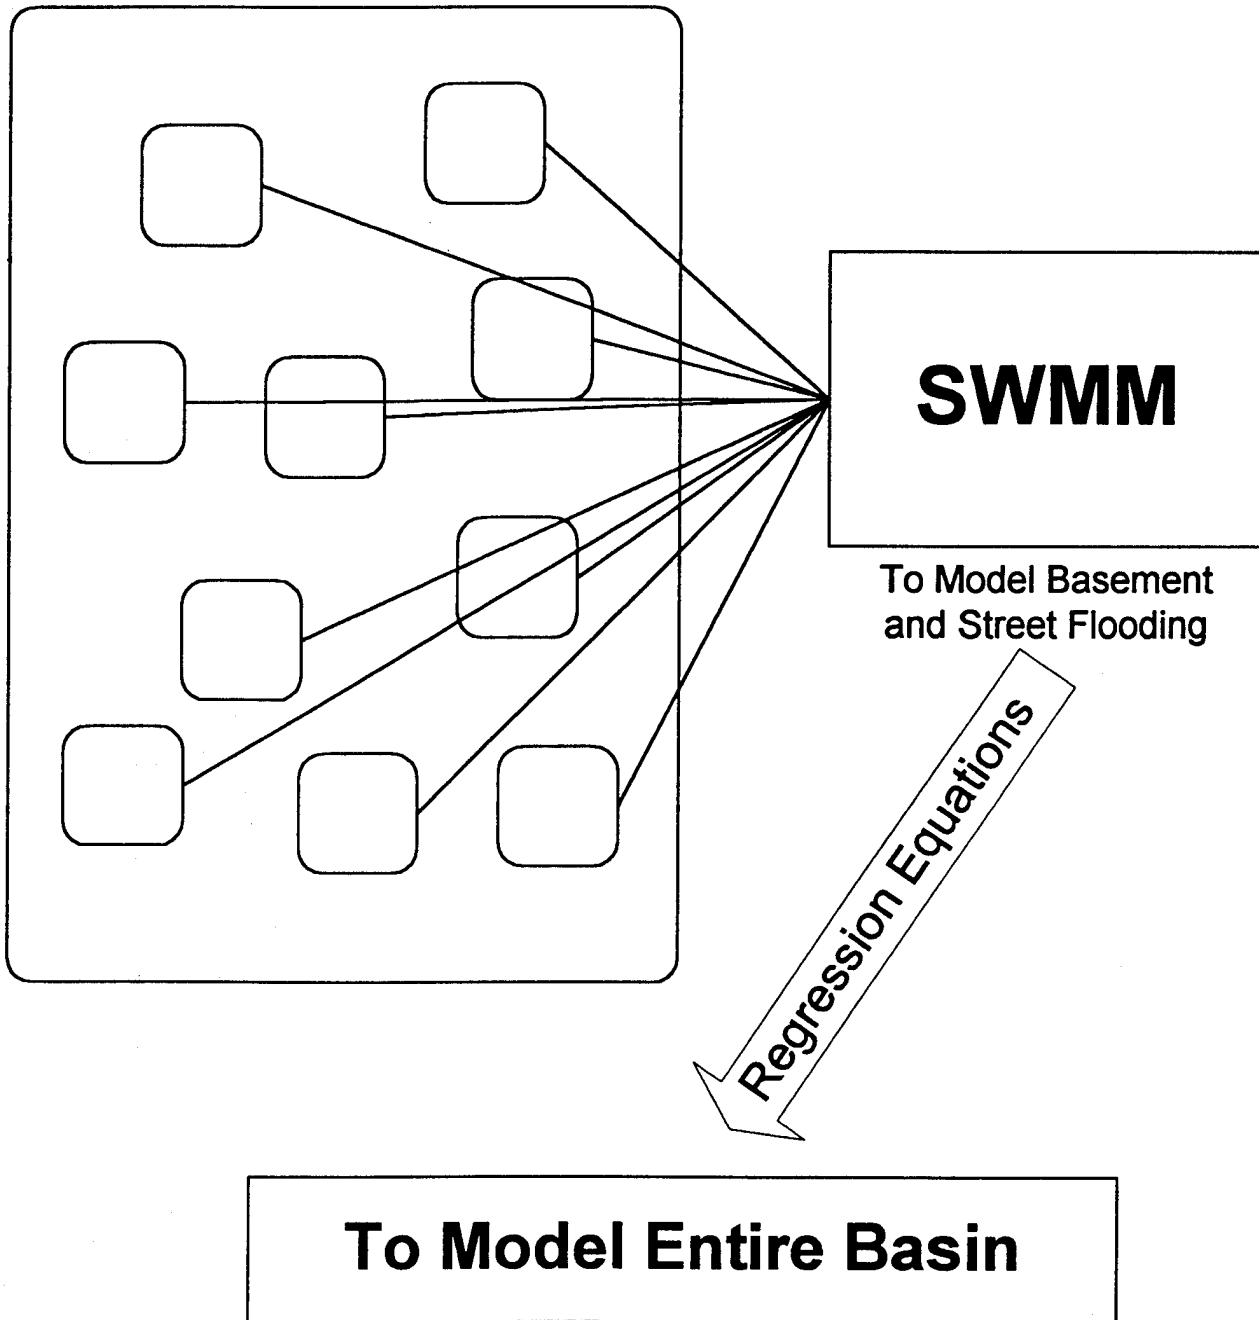 SWMM
To Model Basement
and Street Flooding
Regression Equations
To Model Entire Basin